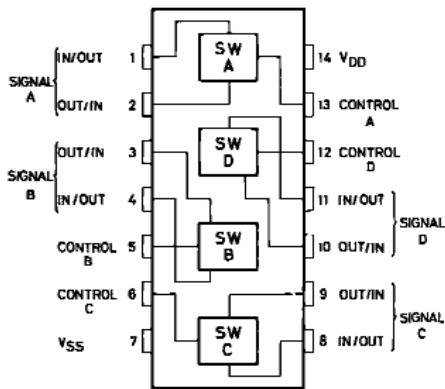 IN/OUT 1
SIGNAL A
OUT/IN 2
OUT/IN 3
SIGNAL B
IN/OUT 4
CONTROL B 5
CONTROL C 6
VSS 7
SW A
SW D
SW B
SW C
14 VDD
13 CONTROL A
12 CONTROL D
11 IN/OUT
SIGNAL D
10 OUT/IN
9 OUT/IN
SIGNAL C
8 IN/OUT